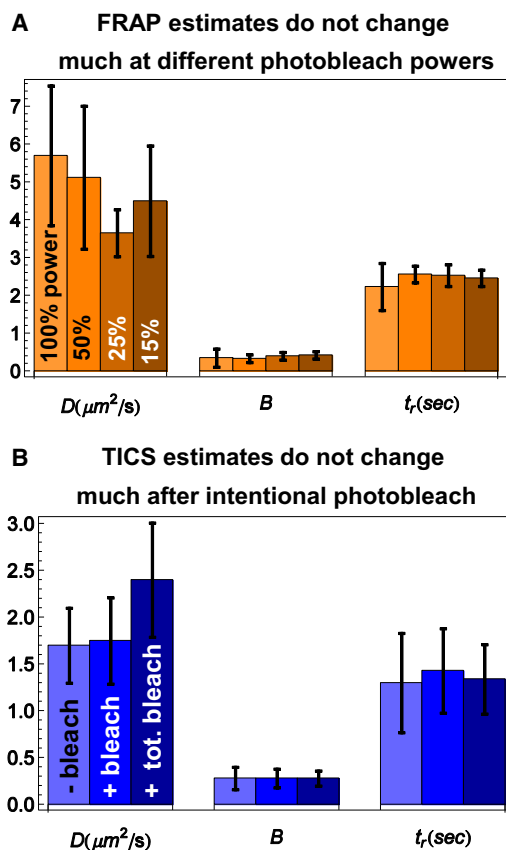 A
FRAP estimates do not change
much at different photobleach powers
7
6
5
4
3
2
1
0
100% power
50%
25%
15%
D(μm²/s)
B
tᵣ(sec)
B
TICS estimates do not change
much after intentional photobleach
3.0
2.5
2.0
1.5
1.0
0.5
0.0
- bleach
+ bleach
+ tot. bleach
D(μm²/s)
B
tᵣ(sec)